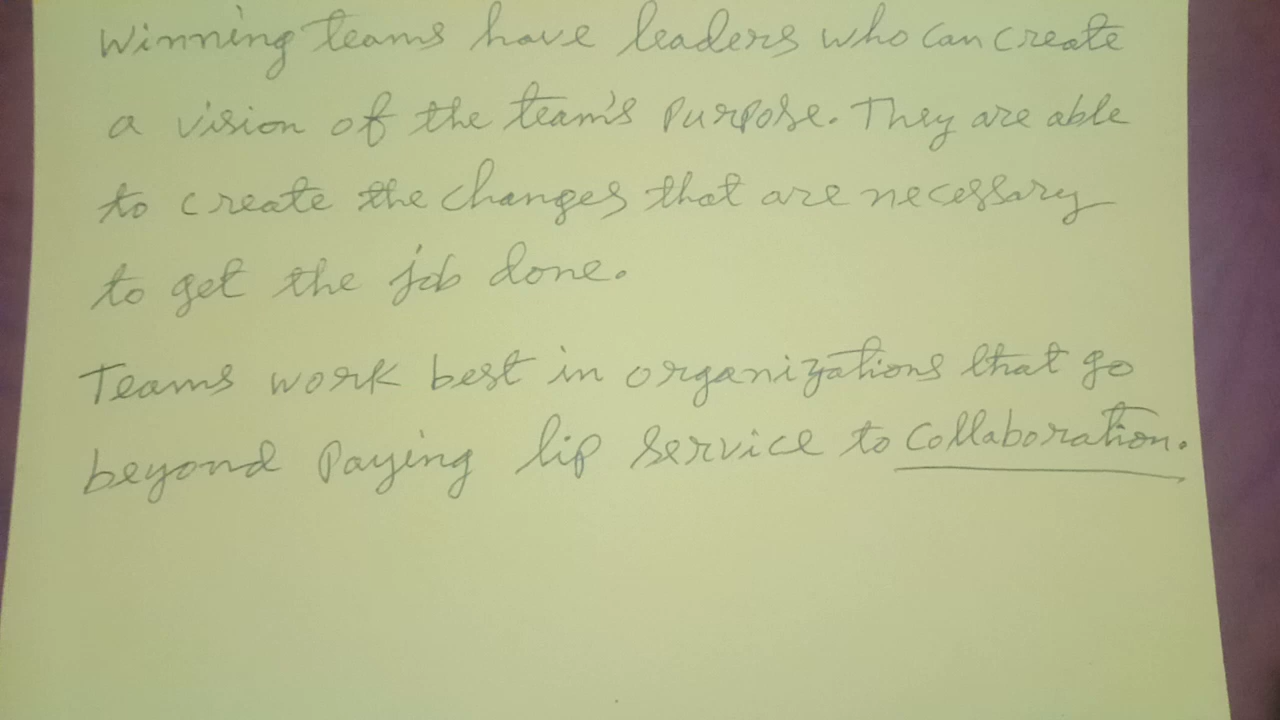 Winning teams have leaders who can create
a vision of the team's purpose. They are able
to create the changes that are necessary
to get the job done.
Teams work best in organizations that go
beyond paying lip service to collaboration.